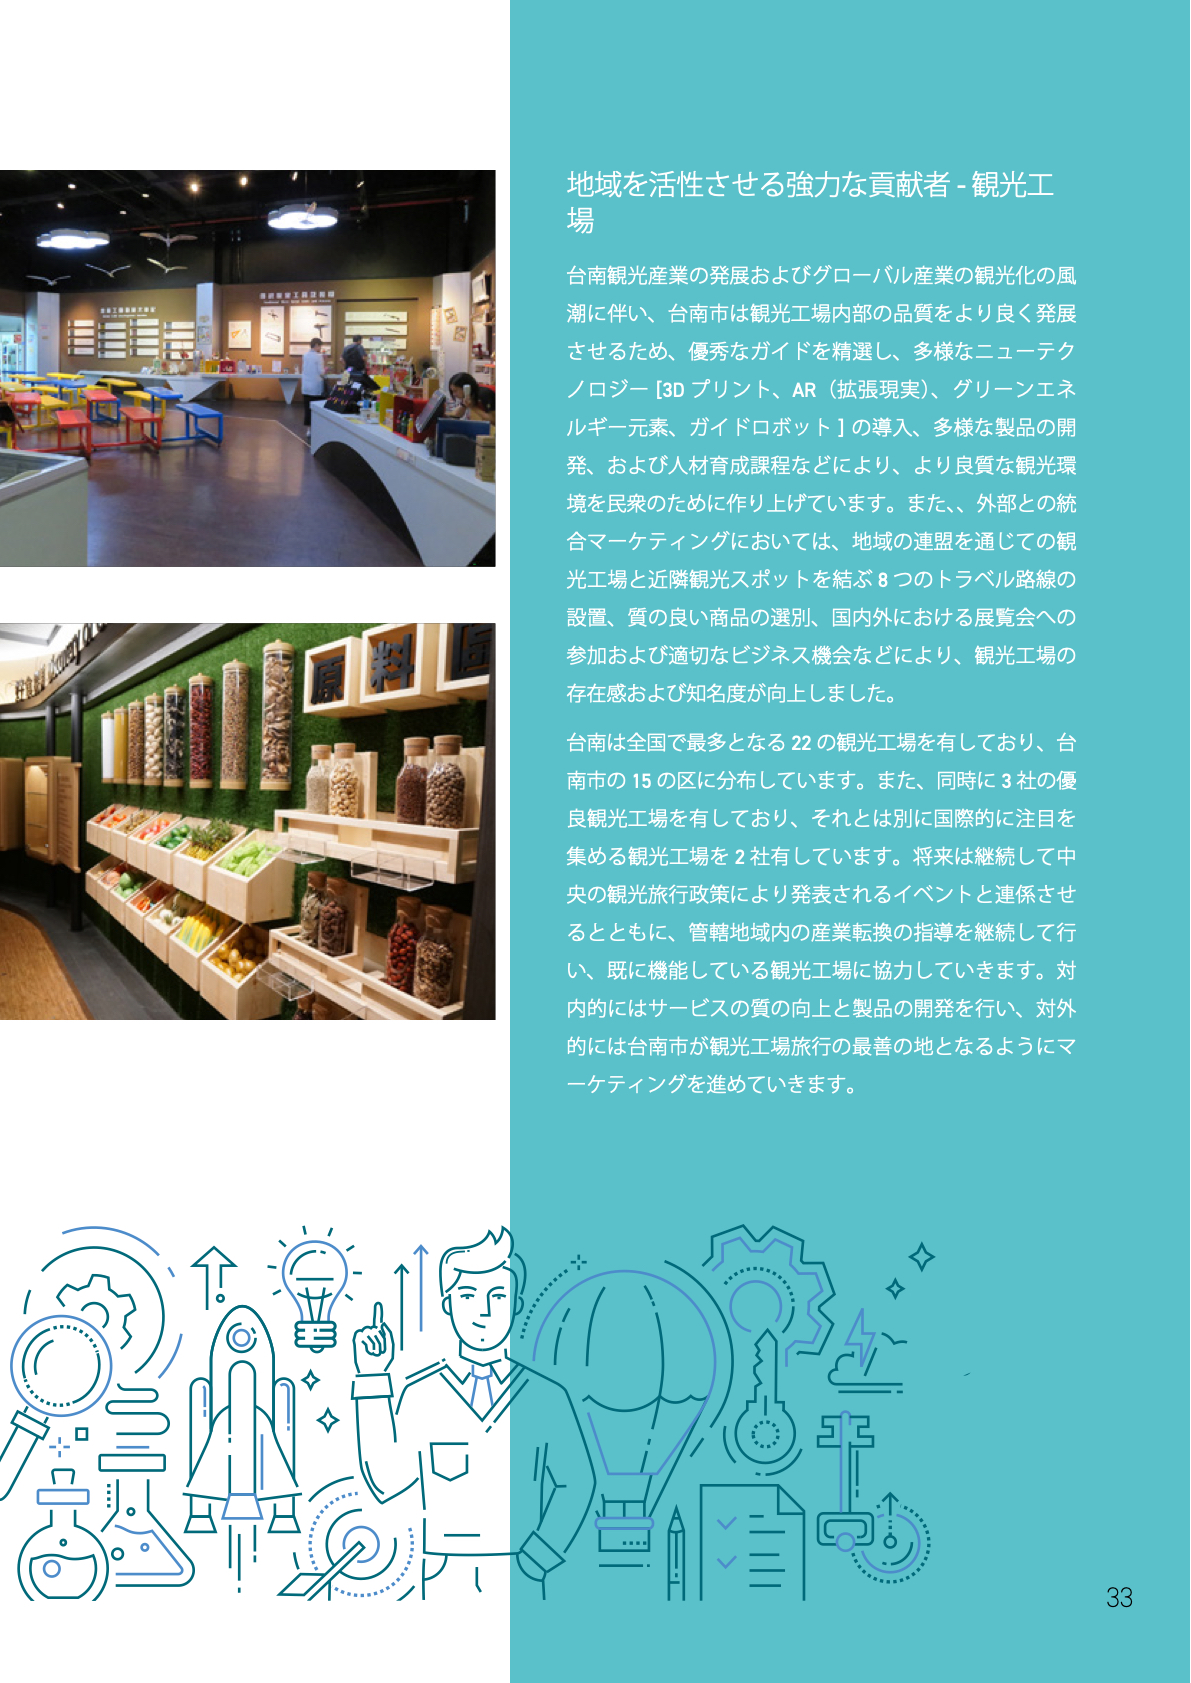 地域を活性させる強力な貢献者 - 観光工
場
台南観光産業の発展およびグローバル産業の観光化の風
潮に伴い、台南市は観光工場内部の品質をより良く発展
させるため、優秀なガイドを精選し、多様なニューテク
ノロジー [3D プリント、AR（拡張現実）、グリーンエネ
ルギー元素、ガイドロボット ] の導入、多様な製品の開
発、および人材育成課程などにより、より良質な観光環
境を民衆のために作り上げています。また、、外部との統
合マーケティングにおいては、地域の連盟を通じての観
光工場と近隣観光スポットを結ぶ 8 つのトラベル路線の
設置、質の良い商品の選別、国内外における展覧会への
参加および適切なビジネス機会などにより、観光工場の
存在感および知名度が向上しました。
台南は全国で最多となる 22 の観光工場を有しており、台
南市の 15 の区に分布しています。また、同時に 3 社の優
良観光工場を有しており、それとは別に国際的に注目を
集める観光工場を 2 社有しています。将来は継続して中
央の観光旅行政策により発表されるイベントと連係させ
るとともに、管轄地域内の産業転換の指導を継続して行
い、既に機能している観光工場に協力していきます。対
内的にはサービスの質の向上と製品の開発を行い、対外
的には台南市が観光工場旅行の最善の地となるようにマ
ーケティングを進めていきます。
原料
33